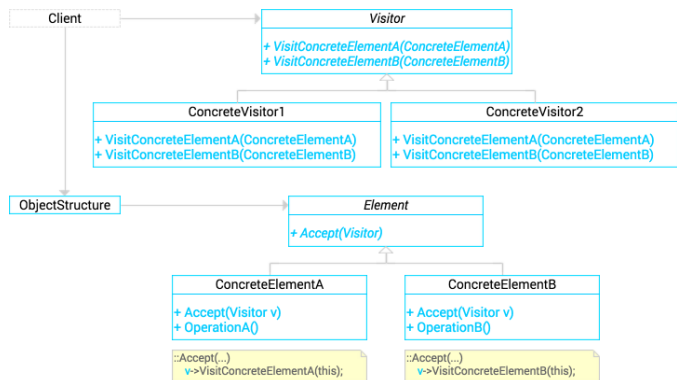 Client
Visitor
+ VisitConcreteElementA(ConcreteElementA)
+ VisitConcreteElementB(ConcreteElementB)
ConcreteVisitor1
+ VisitConcreteElementA(ConcreteElementA)
+ VisitConcreteElementB(ConcreteElementB)
ConcreteVisitor2
+ VisitConcreteElementA(ConcreteElementA)
+ VisitConcreteElementB(ConcreteElementB)
ObjectStructure
Element
+ Accept(Visitor)
ConcreteElementA
+ Accept(Visitor v)
+ OperationA()
ConcreteElementB
+ Accept(Visitor v)
+ OperationB()
::Accept(...)
v->VisitConcreteElementA(this);
::Accept(...)
v->VisitConcreteElementB(this);